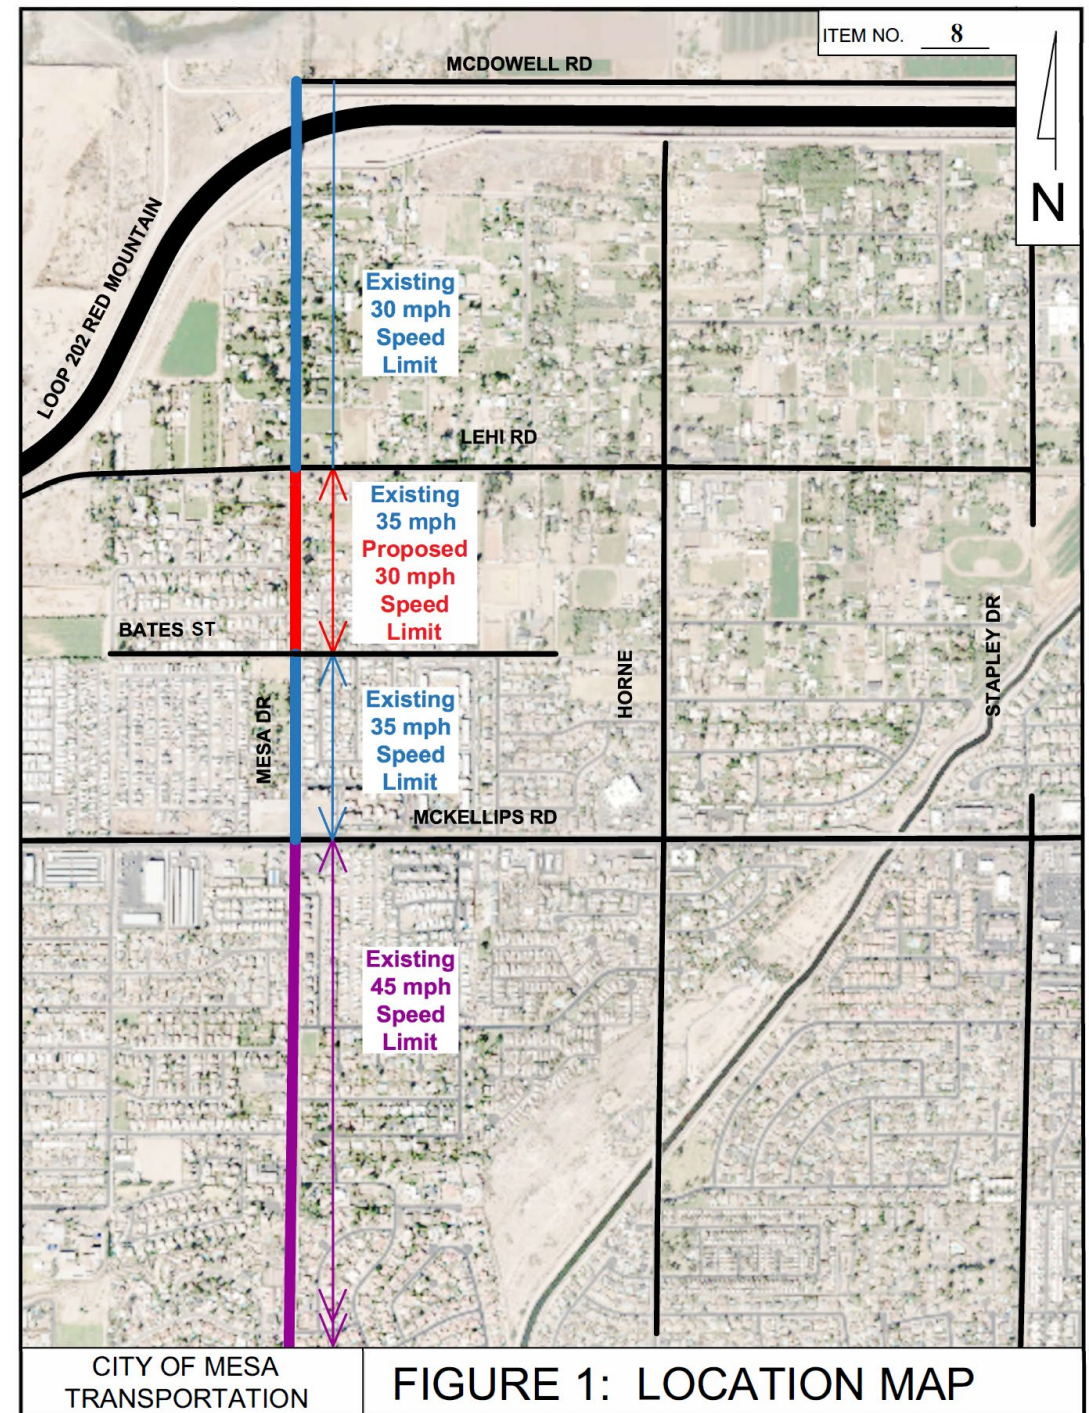 ITEM NO. 8
MCDOWELL RD
N
LOOP 202 RED MOUNTAIN
Existing
30 mph
Speed
Limit
LEHI RD
Existing
35 mph
Proposed
30 mph
Speed
Limit
BATES ST
HORNE
STAPLEY DR
MESA DR
Existing
35 mph
Speed
Limit
MCKELLIPS RD
Existing
45 mph
Speed
Limit
CITY OF MESA
TRANSPORTATION
FIGURE 1: LOCATION MAP